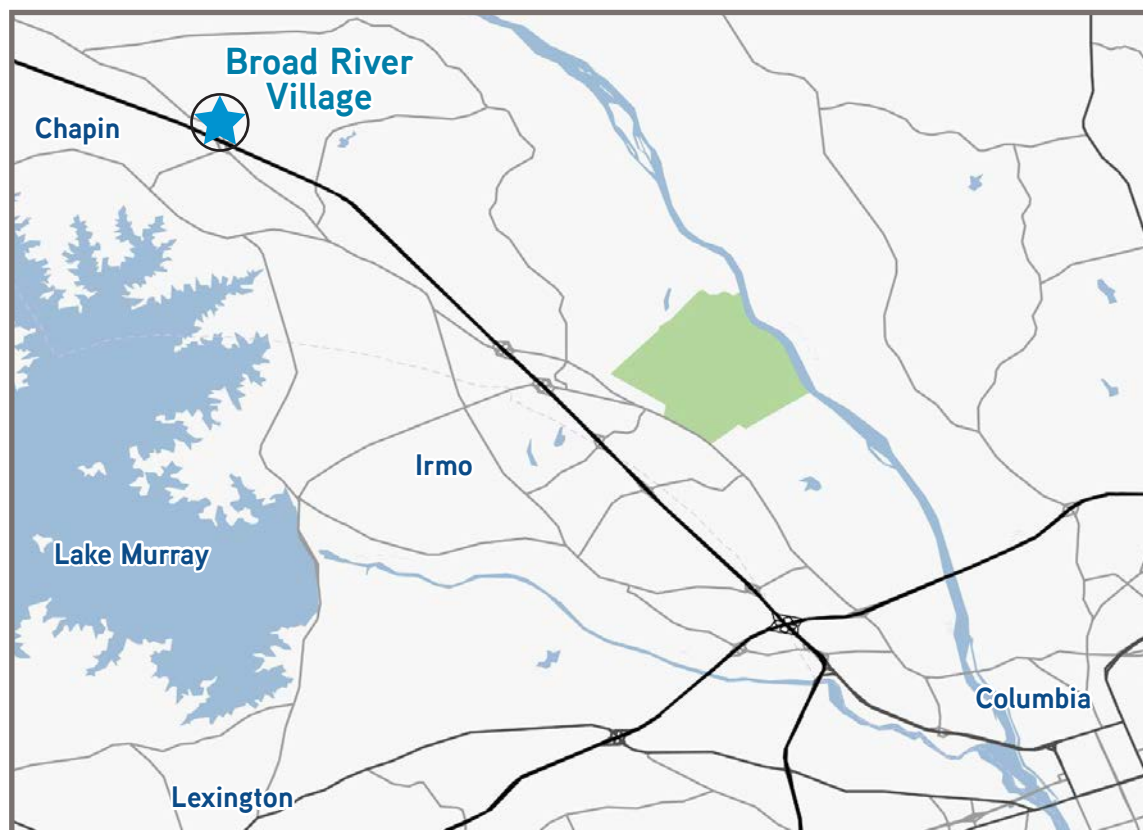 Broad River
Village
Chapin
Irmo
Lake Murray
Columbia
Lexington